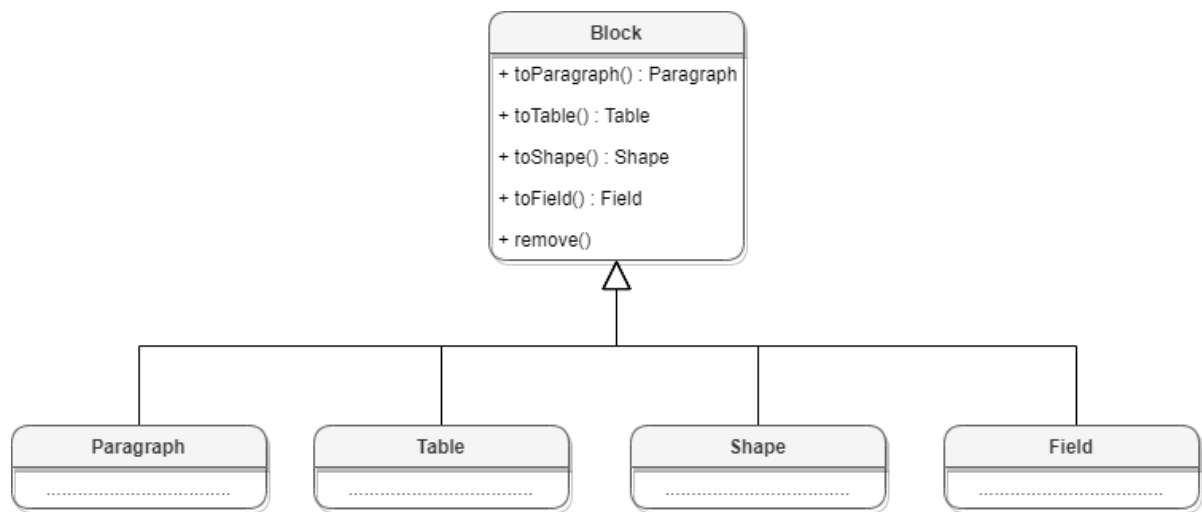 Block
+ toParagraph() : Paragraph
+ toTable() : Table
+ toShape() : Shape
+ toField() : Field
+ remove()
Paragraph
Table
Shape
Field